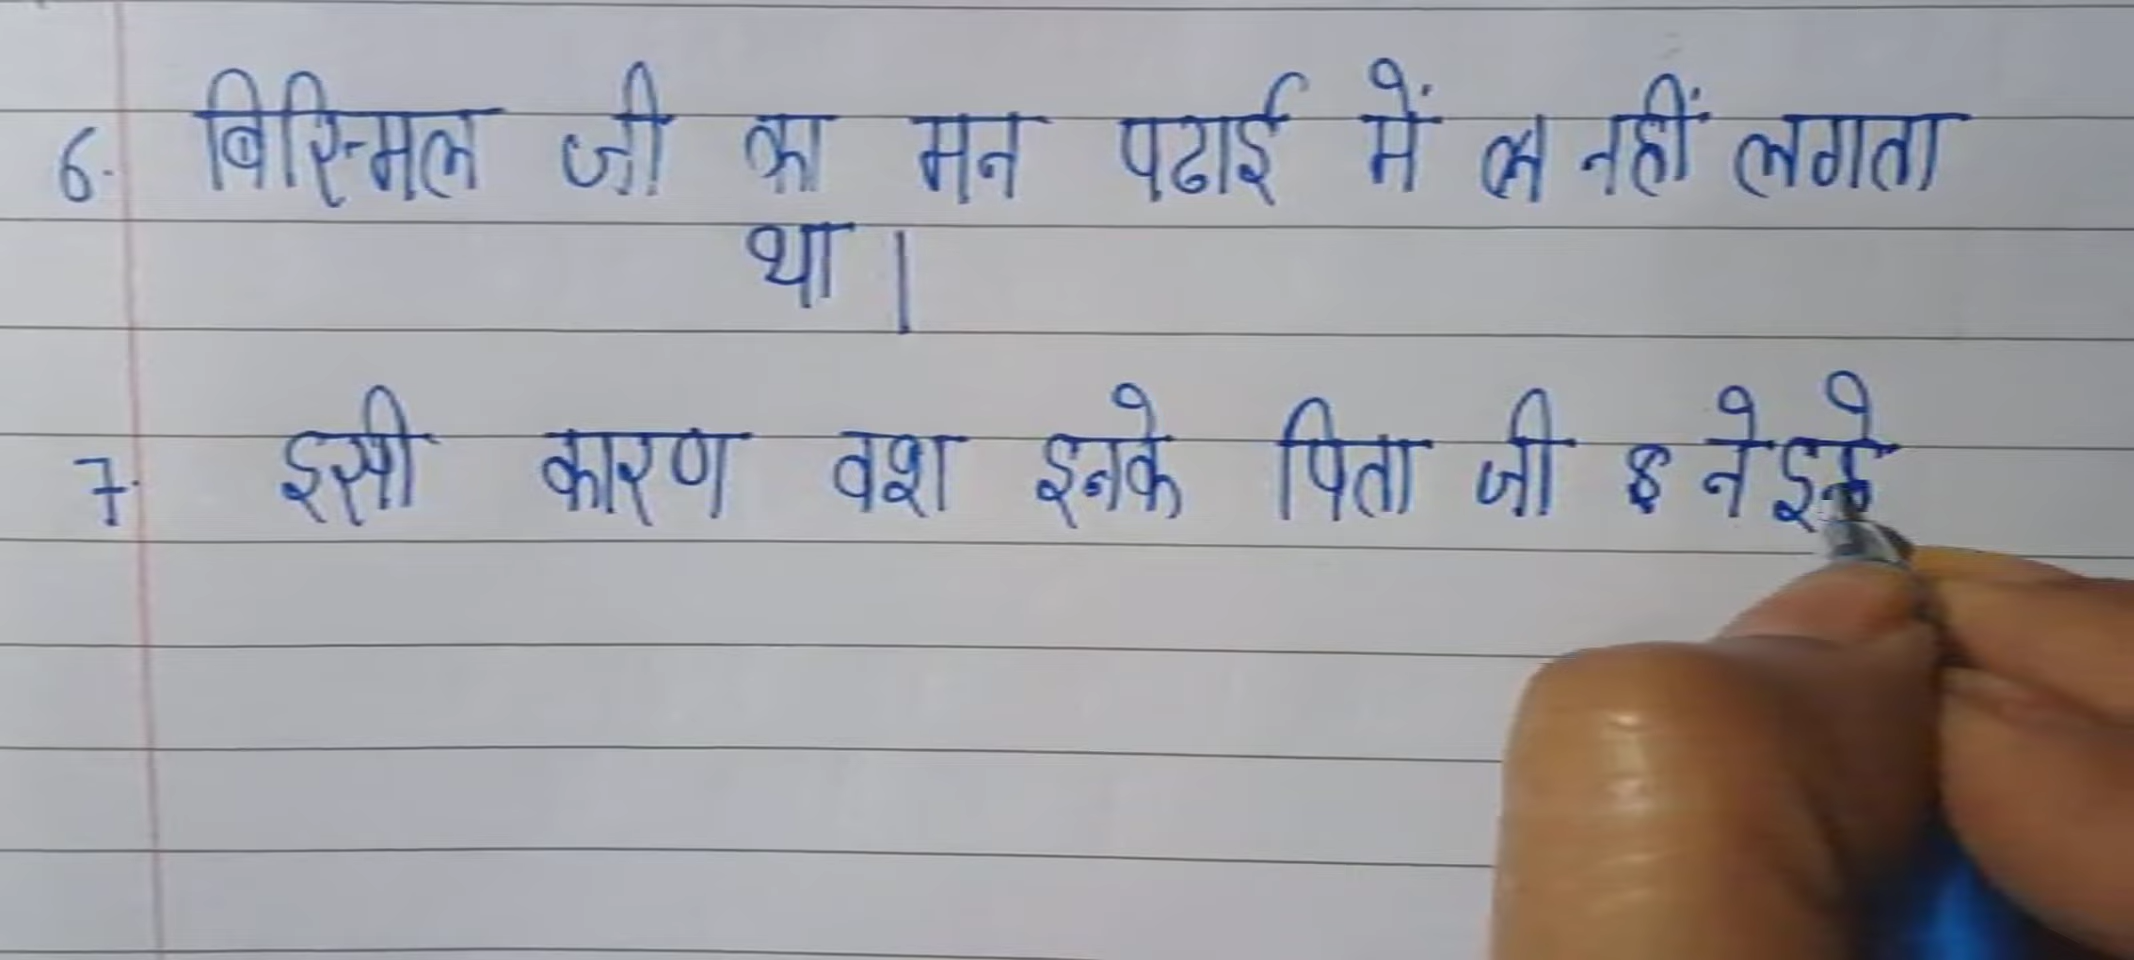 6. बिस्मिल जी का मन पढाई में नहीं लगता
था।
7. इसी कारण वश इनके पिता जी ने